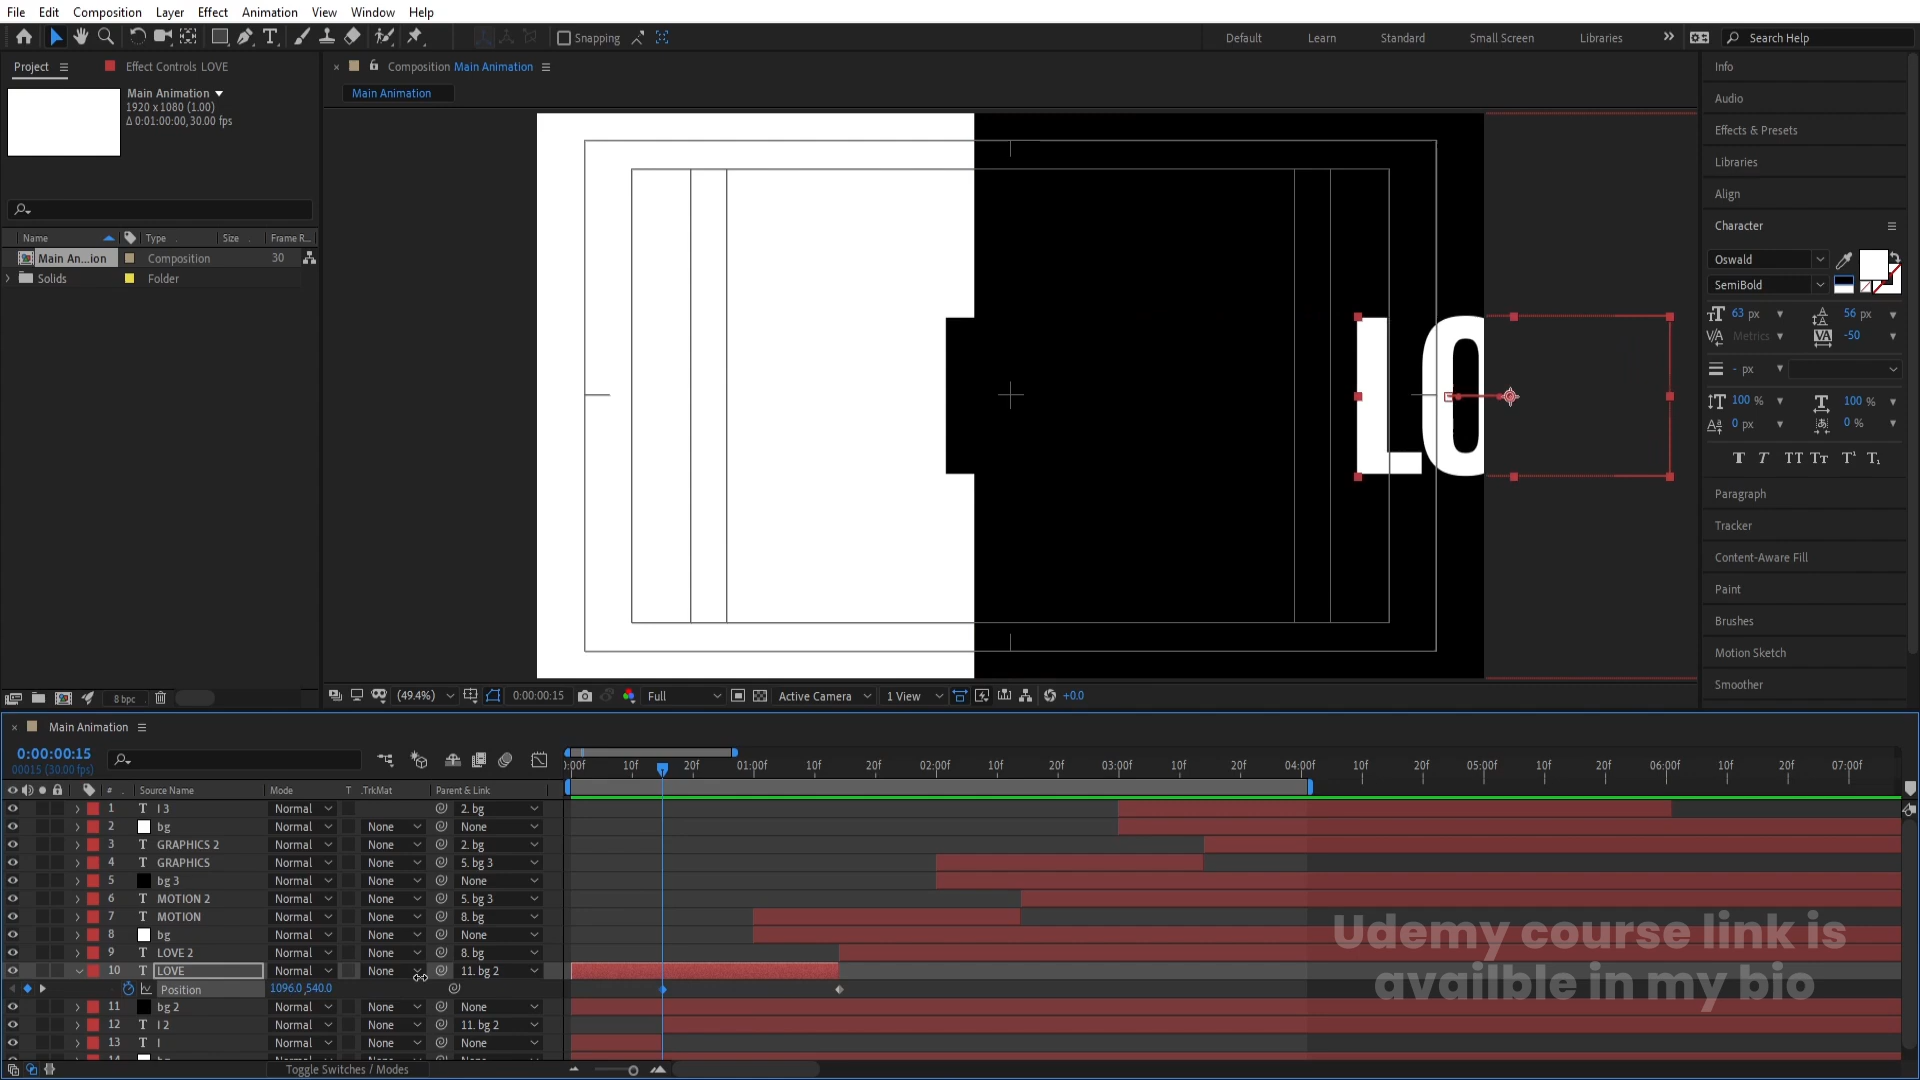 File Edit Composition Layer Effect Animation View Window Help
Snapping Default Learn Standard Small Screen Libraries Search Help
Project Effect Controls LOVE Composition Main Animation
Main Animation
Main Animation
1920 x 1080 (1.00)
Δ 0:01:00:00, 30.00 fps
Name Type Size Frame R...
Main An...ion Composition 30
Solids Folder
8 bpc
LO
(49.4%) 0:00:00:15 Full Active Camera 1 View +0.0
Info
Audio
Effects & Presets
Libraries
Align
Character
Oswald
SemiBold
63 px 56 px
Metrics -50
- px
100 % 100 %
0 px 0 %
T T TT Tt T¹ T₁
Paragraph
Tracker
Content-Aware Fill
Paint
Brushes
Motion Sketch
Smoother
Main Animation
0:00:00:15
00015 (30.00 fps)
):00f 10f 20f 01:00f 10f 20f 02:00f 10f 20f 03:00f 10f 20f 04:00f 10f 20f 05:00f 10f 20f 06:00f 10f 20f 07:00f
# Source Name Mode T .TrkMat Parent & Link
1 T I 3 Normal 2. bg
2 bg Normal None None
3 T GRAPHICS 2 Normal None 2. bg
4 T GRAPHICS Normal None 5. bg 3
5 bg 3 Normal None None
6 T MOTION 2 Normal None 5. bg 3
7 T MOTION Normal None 8. bg
8 bg Normal None None
9 T LOVE 2 Normal None 8. bg
10 T LOVE Normal None 11. bg 2
Position 1096.0,540.0
11 bg 2 Normal None None
12 T I 2 Normal None 11. bg 2
13 T I Normal None None
Toggle Switches / Modes
Udemy course link is
availble in my bio